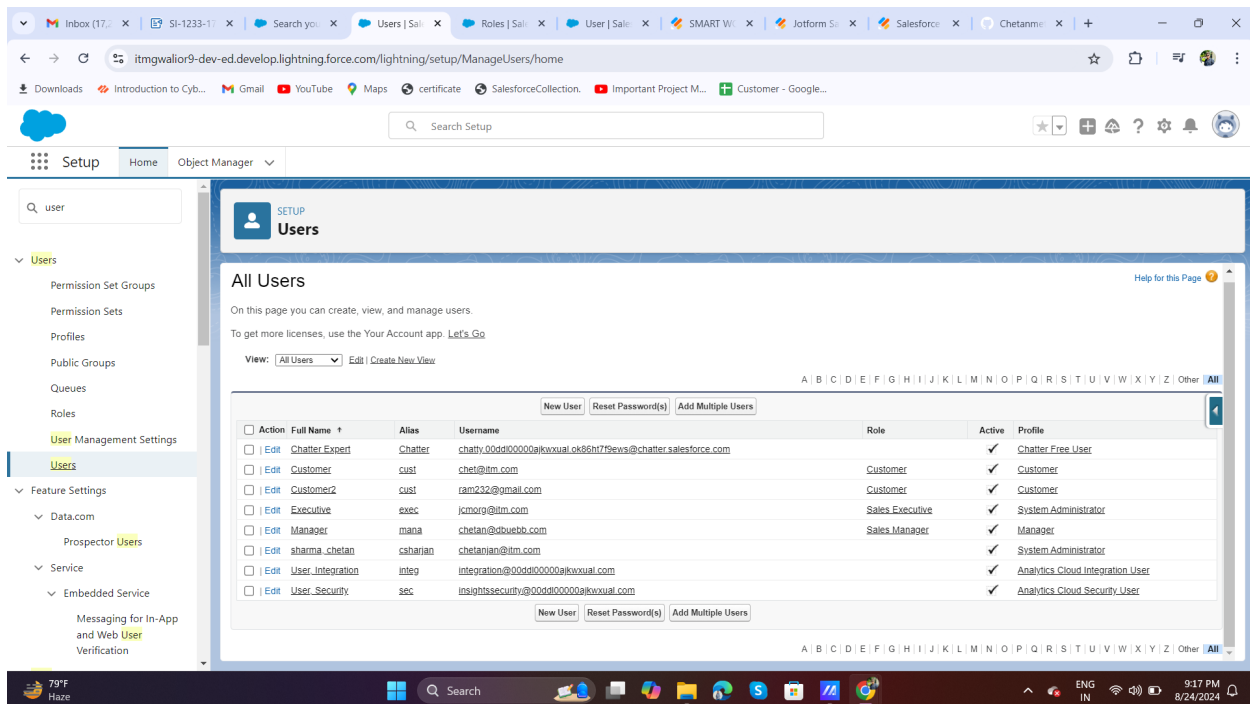 Inbox (17,2
SI-1233-17
Search you
Users | Sale
Roles | Sale
User | Sale
SMART WO
Jotform Sa
Salesforce
Chetanme
itmgwalior9-dev-ed.develop.lightning.force.com/lightning/setup/ManageUsers/home
Downloads
Introduction to Cyb...
Gmail
YouTube
Maps
certificate
SalesforceCollection.
Important Project M...
Customer - Google...
Search Setup
Setup
Home
Object Manager
user
Users
Permission Set Groups
Permission Sets
Profiles
Public Groups
Queues
Roles
User Management Settings
Users
Feature Settings
Data.com
Prospector Users
Service
Embedded Service
Messaging for In-App
and Web User
Verification
SETUP
Users
All Users
Help for this Page ?
On this page you can create, view, and manage users.
To get more licenses, use the Your Account app. Let's Go
View: All Users Edit | Create New View
A | B | C | D | E | F | G | H | I | J | K | L | M | N | O | P | Q | R | S | T | U | V | W | X | Y | Z | Other All
New User Reset Password(s) Add Multiple Users
Action Full Name ↑ Alias Username Role Active Profile
| Edit Chatter Expert Chatter chatty.00ddl00000ajkwxual.ok86ht7f9ews@chatter.salesforce.com ✓ Chatter Free User
| Edit Customer cust chet@itm.com Customer ✓ Customer
| Edit Customer2 cust ram232@gmail.com Customer ✓ Customer
| Edit Executive exec jcmorg@itm.com Sales Executive ✓ System Administrator
| Edit Manager mana chetan@dbuebb.com Sales Manager ✓ Manager
| Edit sharma, chetan csharjan chetanjan@itm.com ✓ System Administrator
| Edit User, Integration integ integration@00ddl00000ajkwxual.com ✓ Analytics Cloud Integration User
| Edit User, Security sec insightssecurity@00ddl00000ajkwxual.com ✓ Analytics Cloud Security User
New User Reset Password(s) Add Multiple Users
A | B | C | D | E | F | G | H | I | J | K | L | M | N | O | P | Q | R | S | T | U | V | W | X | Y | Z | Other All
79°F
Haze
Search
ENG
IN
9:17 PM
8/24/2024